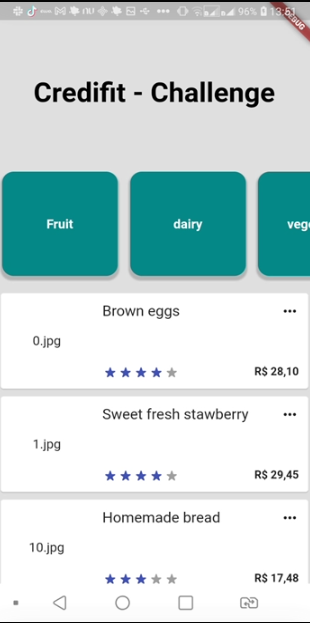 96% 13:51
DEBUG
Credifit - Challenge
Fruit
dairy
vege
Brown eggs
0.jpg
R$ 28,10
Sweet fresh stawberry
1.jpg
R$ 29,45
Homemade bread
10.jpg
R$ 17,48